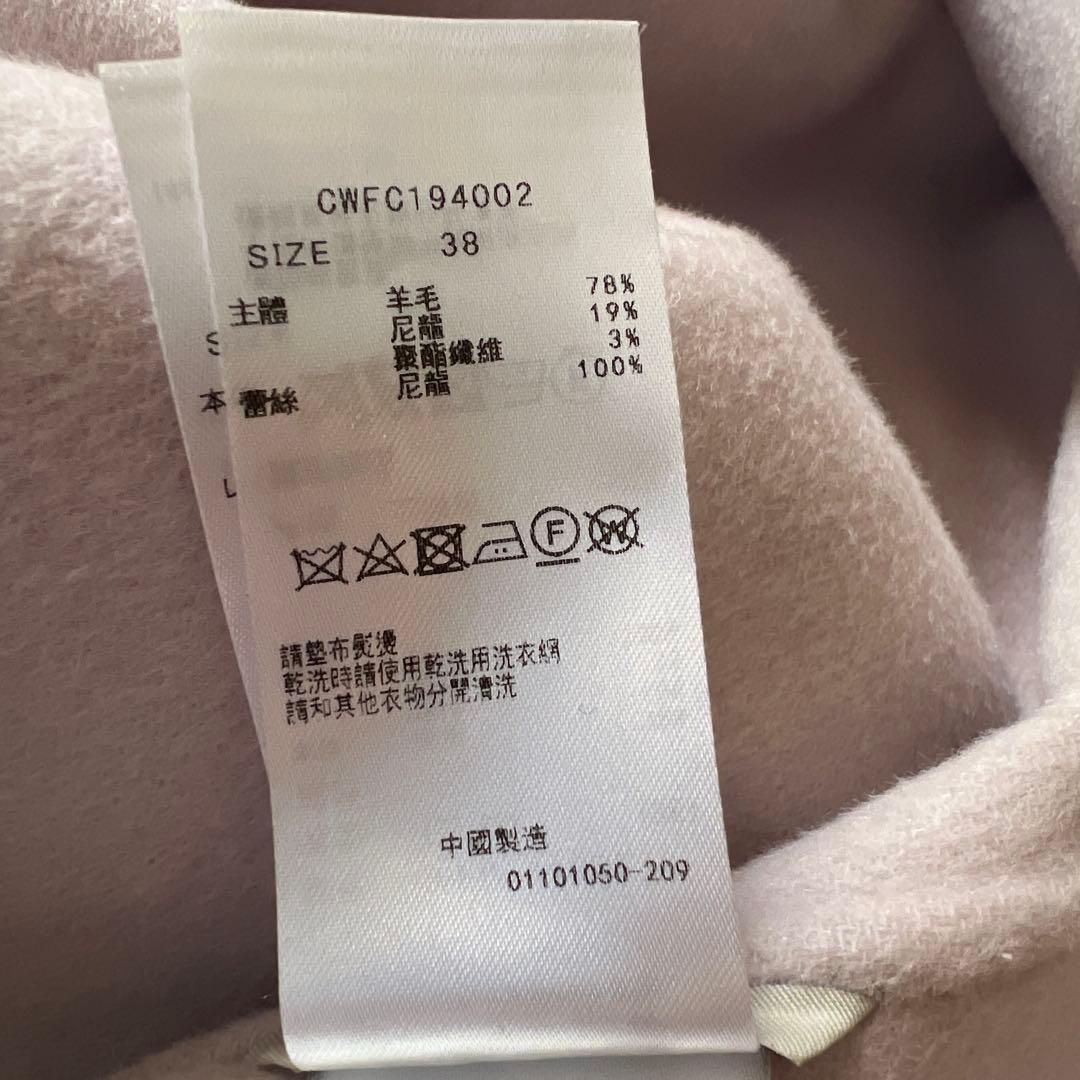 CWFC194002
SIZE 38
主體 羊毛 78%
尼龍 19%
聚酯纖維 3%
蕾絲 尼龍 100%
本
F W
請墊布熨燙
乾洗時請使用乾洗用洗衣網
請和其他衣物分開清洗
中國製造
01101050-209